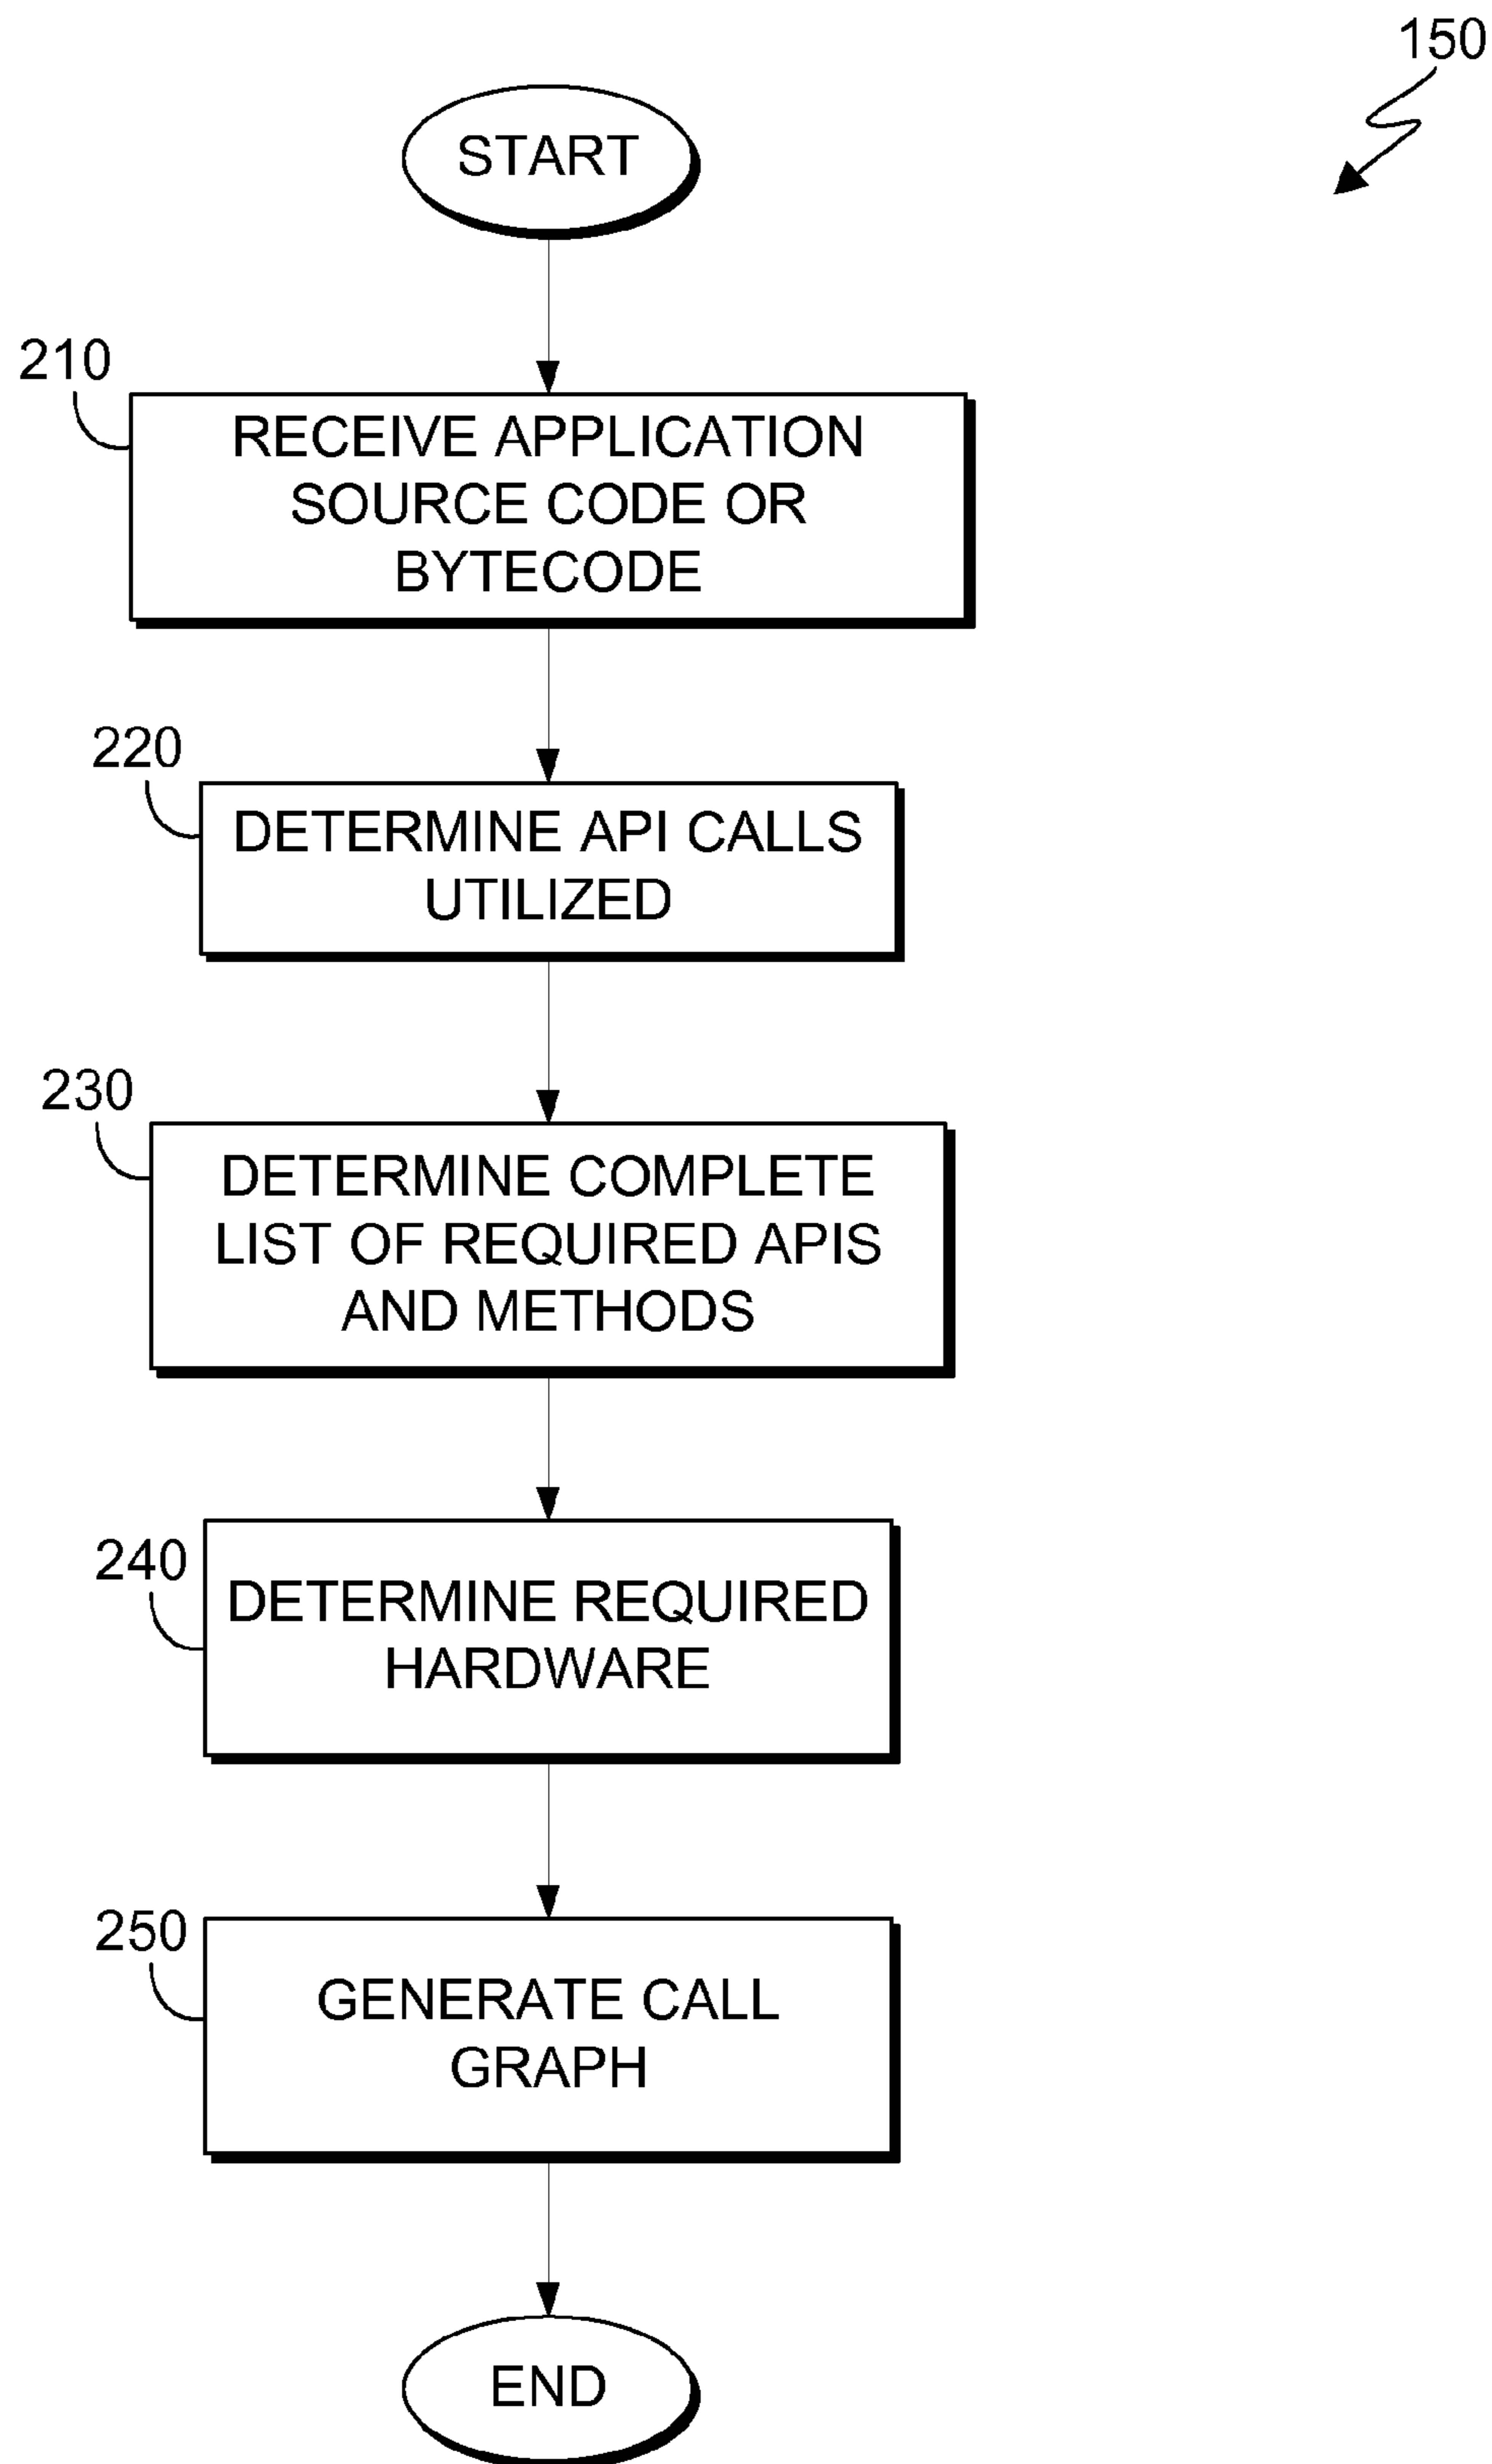 150
START
210
RECEIVE APPLICATION
SOURCE CODE OR
BYTECODE
220
DETERMINE API CALLS
UTILIZED
230
DETERMINE COMPLETE
LIST OF REQUIRED APIS
AND METHODS
240
DETERMINE REQUIRED
HARDWARE
250
GENERATE CALL
GRAPH
END